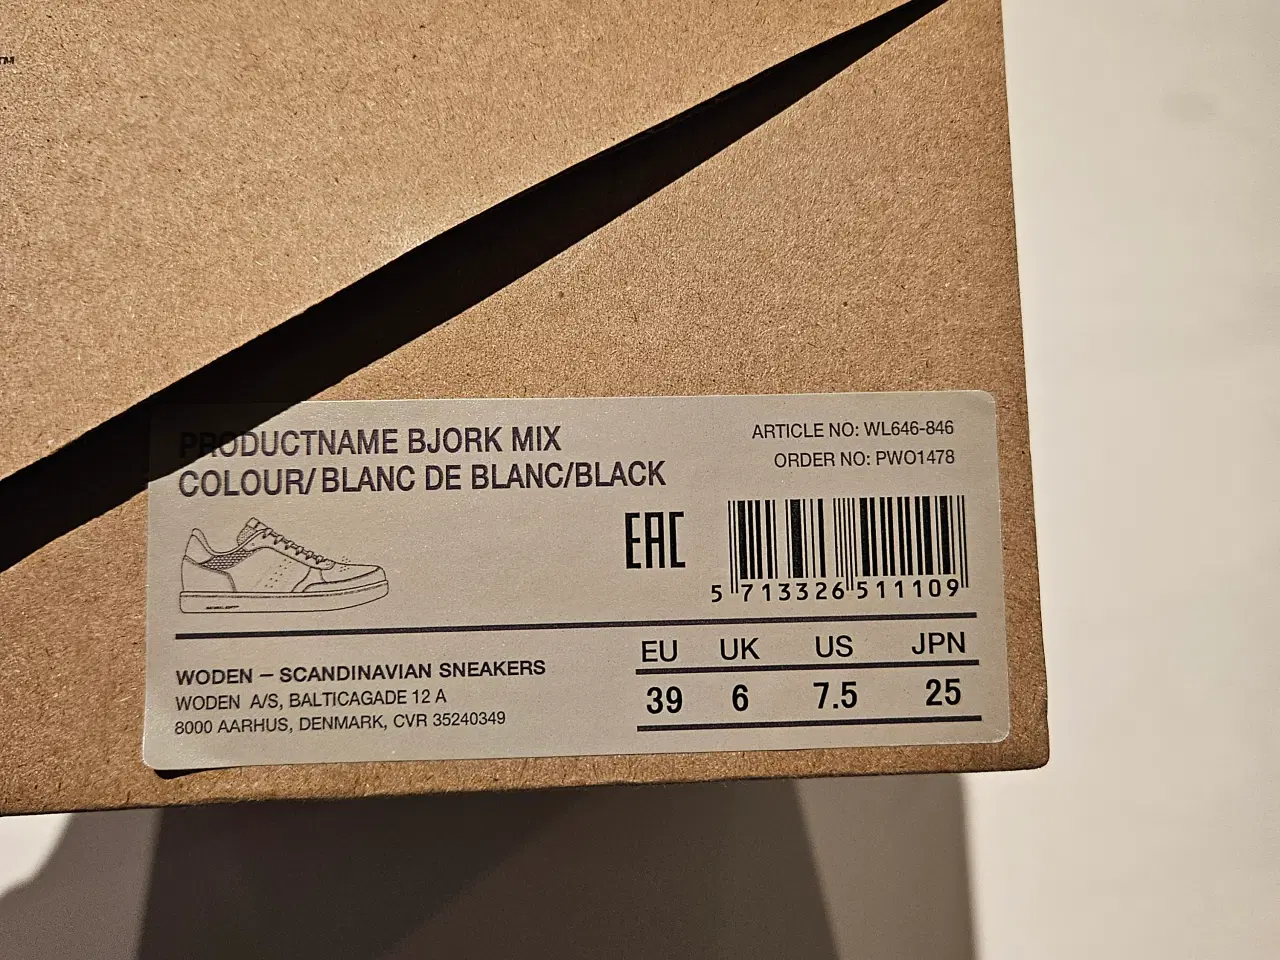 TM
PRODUCTNAME BJORK MIX
COLOUR/BLANC DE BLANC/BLACK
ARTICLE NO: WL646-846
ORDER NO: PWO1478
EAC
5 713326 511109
EU UK US JPN
39 6 7.5 25
WODEN – SCANDINAVIAN SNEAKERS
WODEN A/S, BALTICAGADE 12 A
8000 AARHUS, DENMARK, CVR 35240349